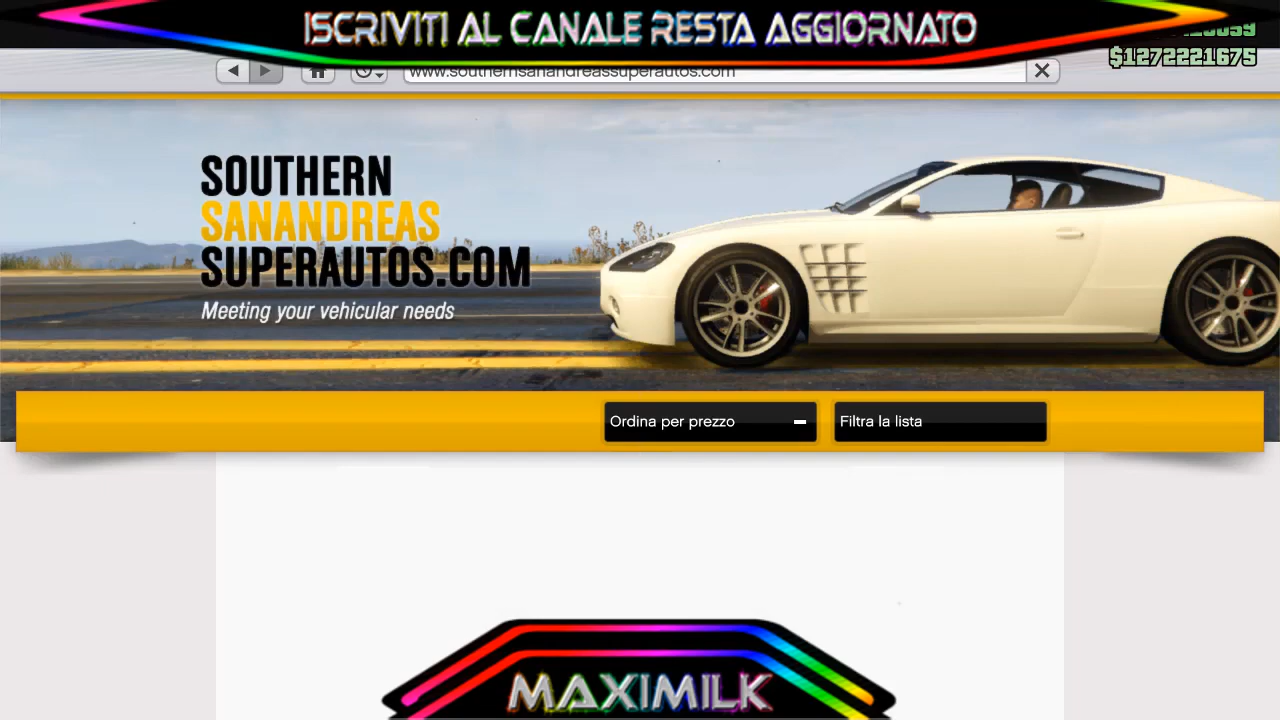 ISCRIVITI AL CANALE RESTA AGGIORNATO
$1272221675
www.southernsanandreassuperautos.com
SOUTHERN
SANANDREAS
SUPERAUTOS.COM
Meeting your vehicular needs
Ordina per prezzo
Filtra la lista
MAXIMILK